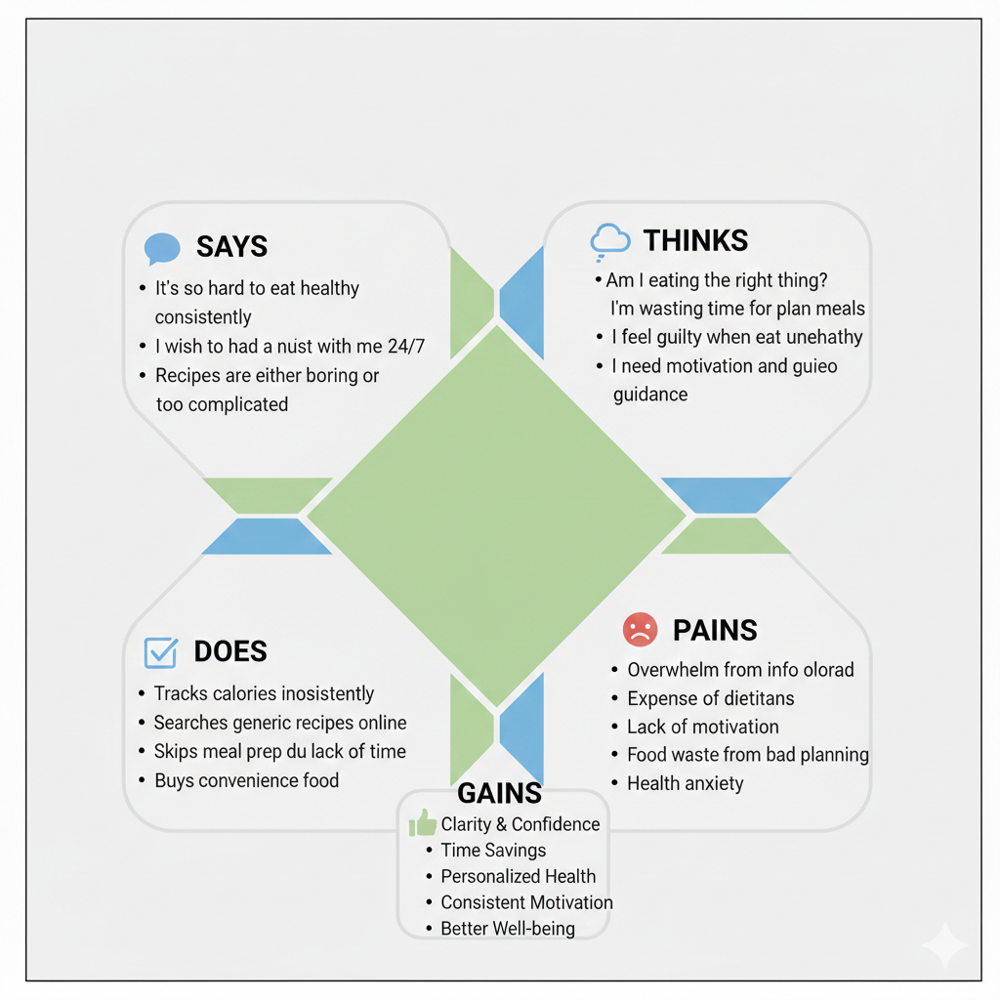 SAYS
• It's so hard to eat healthy
consistently
• I wish to had a nust with me 24/7
• Recipes are either boring or
too complicated
THINKS
• Am I eating the right thing?
I'm wasting time for plan meals
• I feel guilty when eat unehathy
• I need motivation and guieo
guidance
DOES
• Tracks calories inosistently
• Searches generic recipes online
• Skips meal prep du lack of time
• Buys convenience food
PAINS
• Overwhelm from info olorad
• Expense of dietitans
• Lack of motivation
• Food waste from bad planning
• Health anxiety
GAINS
Clarity & Confidence
• Time Savings
• Personalized Health
• Consistent Motivation
• Better Well-being